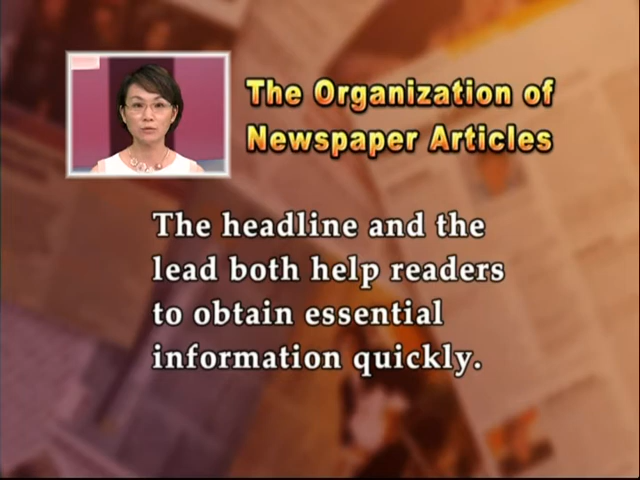 The Organization of
Newspaper Articles
The headline and the
lead both help readers
to obtain essential
information quickly.